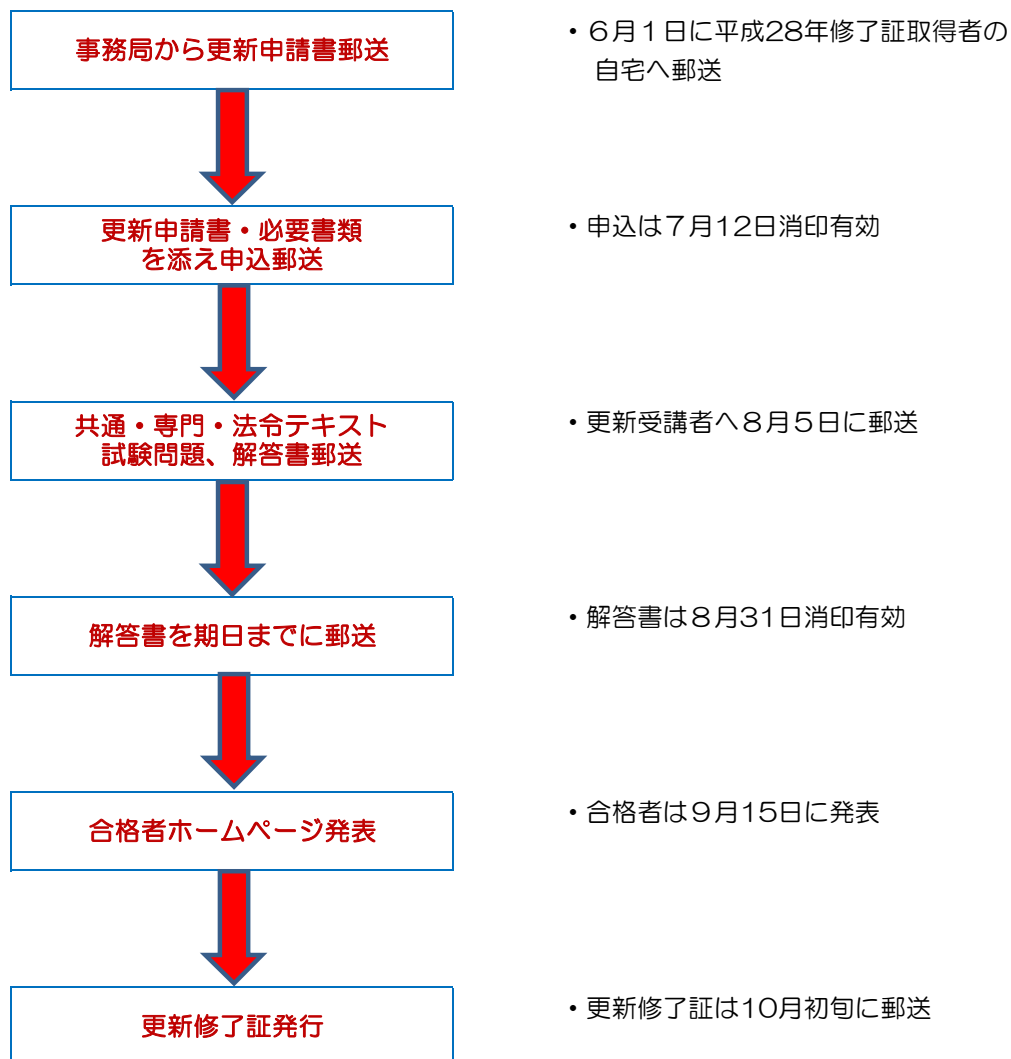 事務局から更新申請書郵送
・６月１日に平成28年修了証取得者の
自宅へ郵送
更新申請書・必要書類
を添え申込郵送
・申込は７月12日消印有効
共通・専門・法令テキスト
試験問題、解答書郵送
・更新受講者へ８月５日に郵送
解答書を期日までに郵送
・解答書は８月31日消印有効
合格者ホームページ発表
・合格者は９月15日に発表
更新修了証発行
・更新修了証は10月初旬に郵送